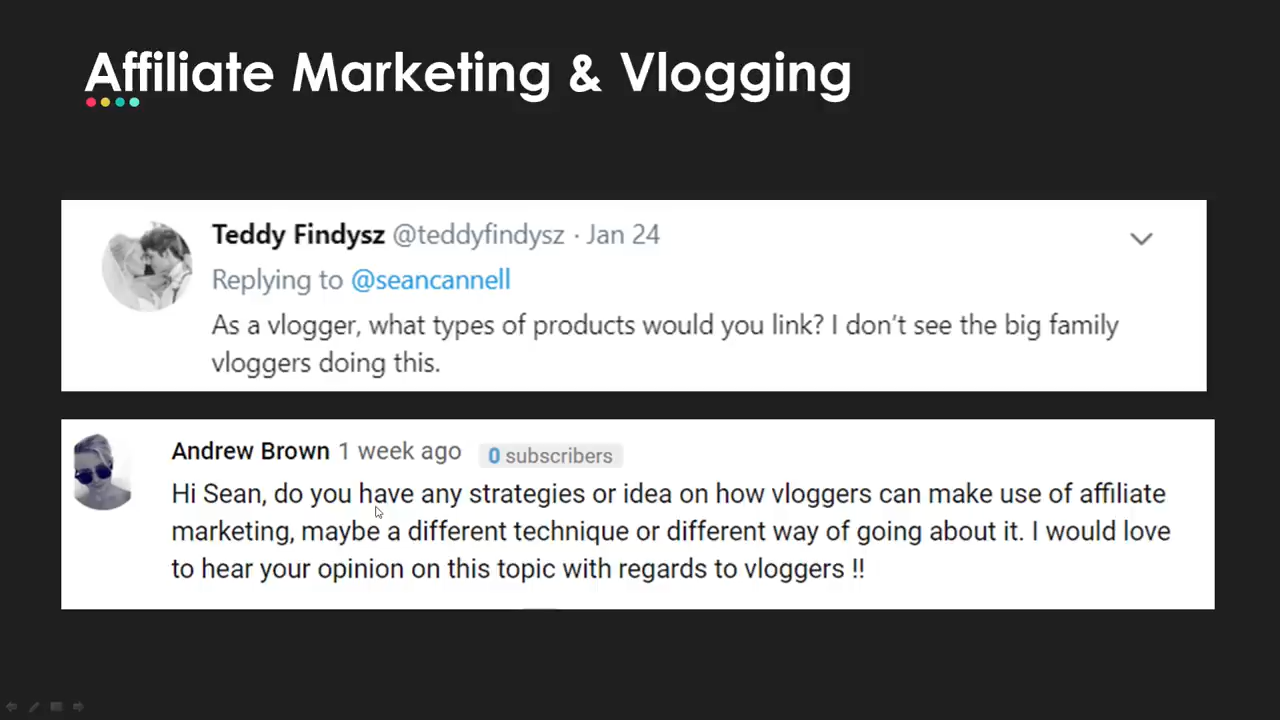 Affiliate Marketing & Vlogging
Teddy Findysz @teddyfindysz · Jan 24
Replying to @seancannell
As a vlogger, what types of products would you link? I don’t see the big family
vloggers doing this.
Andrew Brown 1 week ago 0 subscribers
Hi Sean, do you have any strategies or idea on how vloggers can make use of affiliate
marketing, maybe a different technique or different way of going about it. I would love
to hear your opinion on this topic with regards to vloggers !!